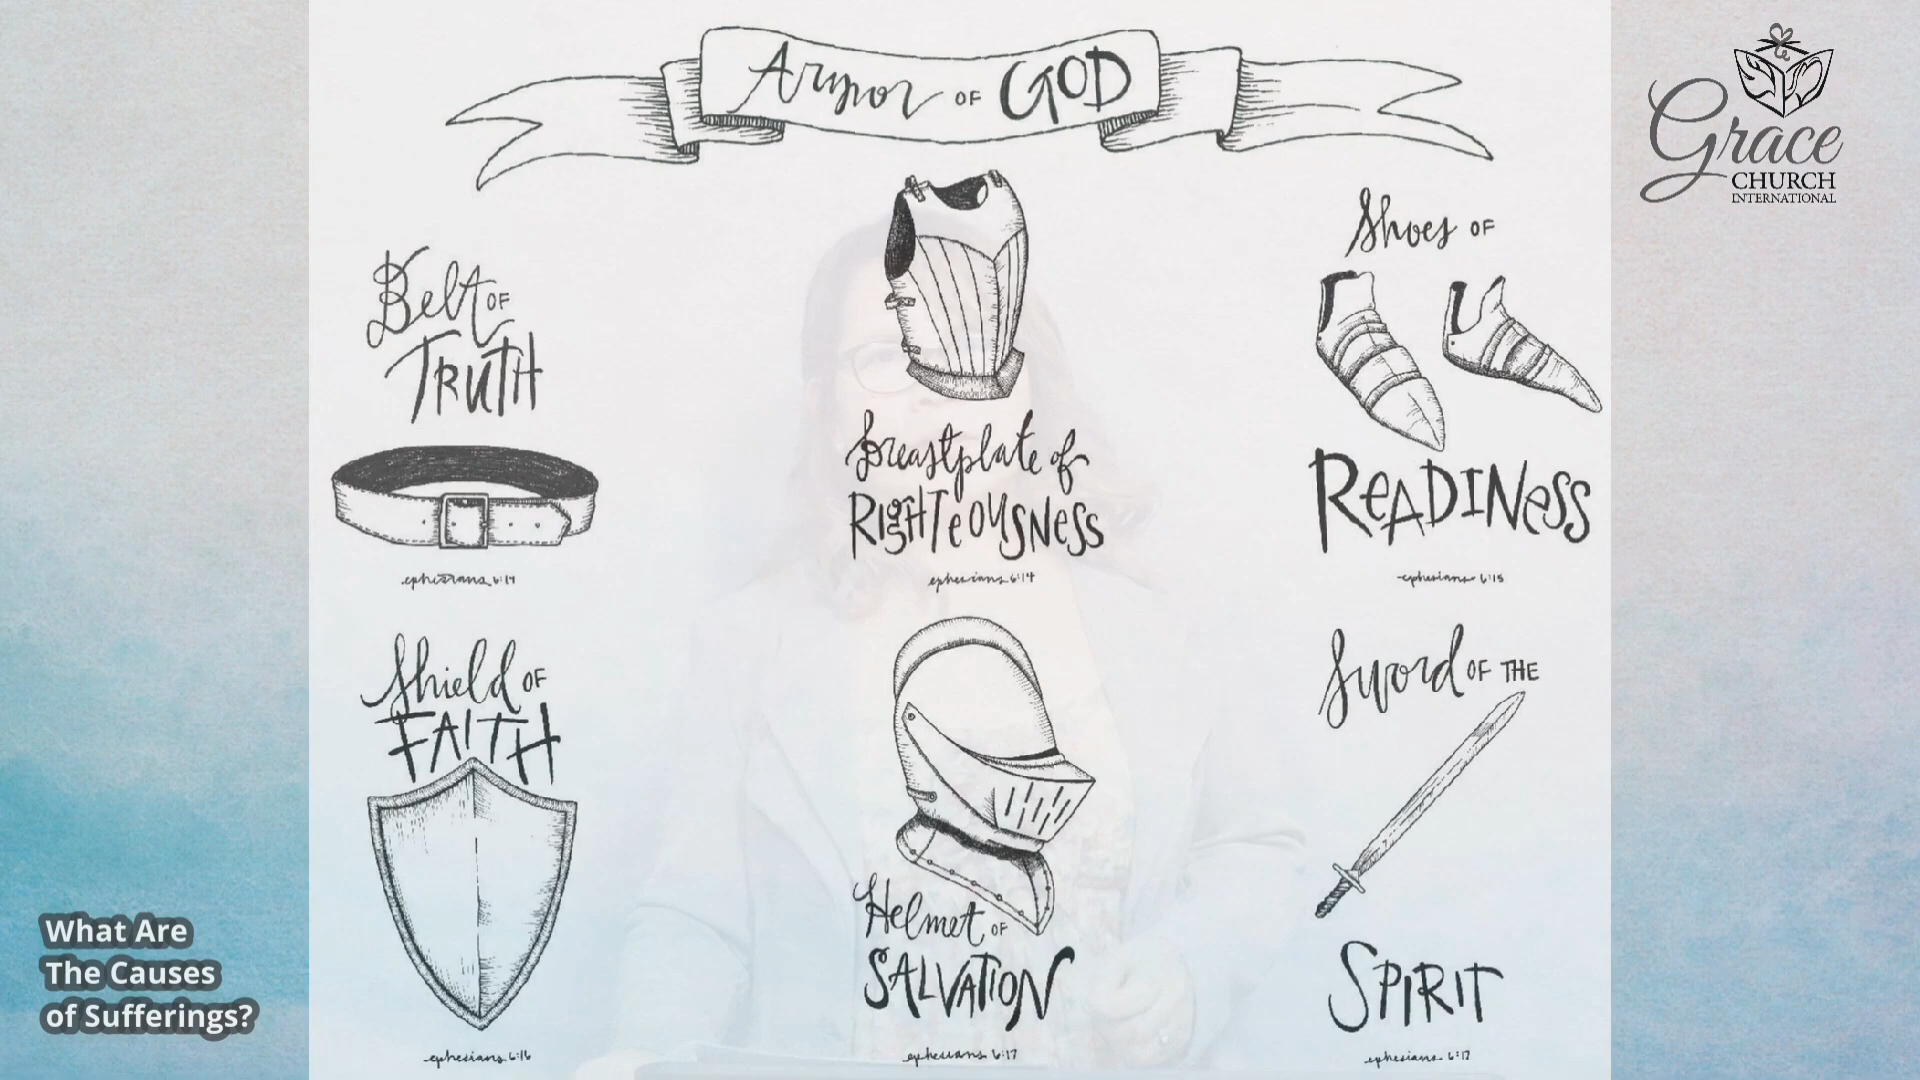 Armor OF GOD
Grace
CHURCH
INTERNATIONAL
Belt OF
TRUTH
ephesians 6:14
Breastplate of
RIGHTEOUSNESS
ephesians 6:14
Shoes OF
READINESS
ephesians 6:15
Shield OF
FAITH
ephesians 6:16
Helmet OF
SALVATION
ephesians 6:17
Sword OF THE
SPIRIT
ephesians 6:17
What Are
The Causes
of Sufferings?